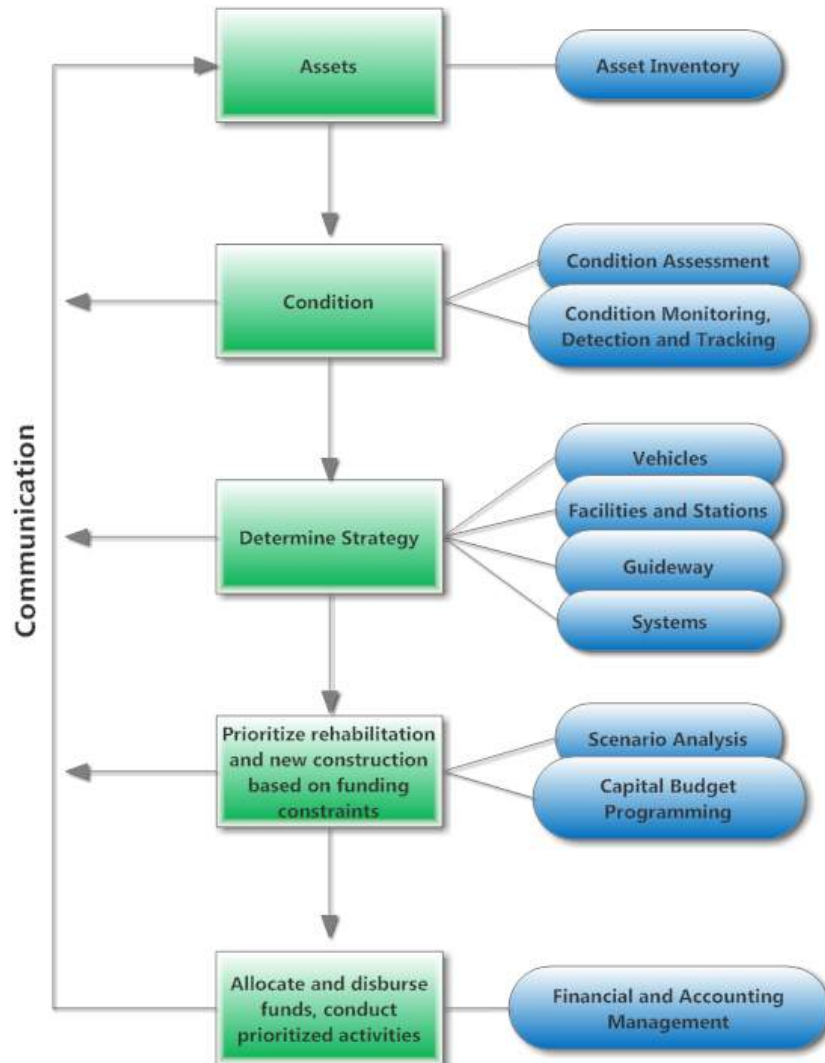 Assets
Asset Inventory
Condition
Condition Assessment
Condition Monitoring,
Detection and Tracking
Communication
Determine Strategy
Vehicles
Facilities and Stations
Guideway
Systems
Prioritize rehabilitation
and new construction
based on funding
constraints
Scenario Analysis
Capital Budget
Programming
Allocate and disburse
funds, conduct
prioritized activities
Financial and Accounting
Management